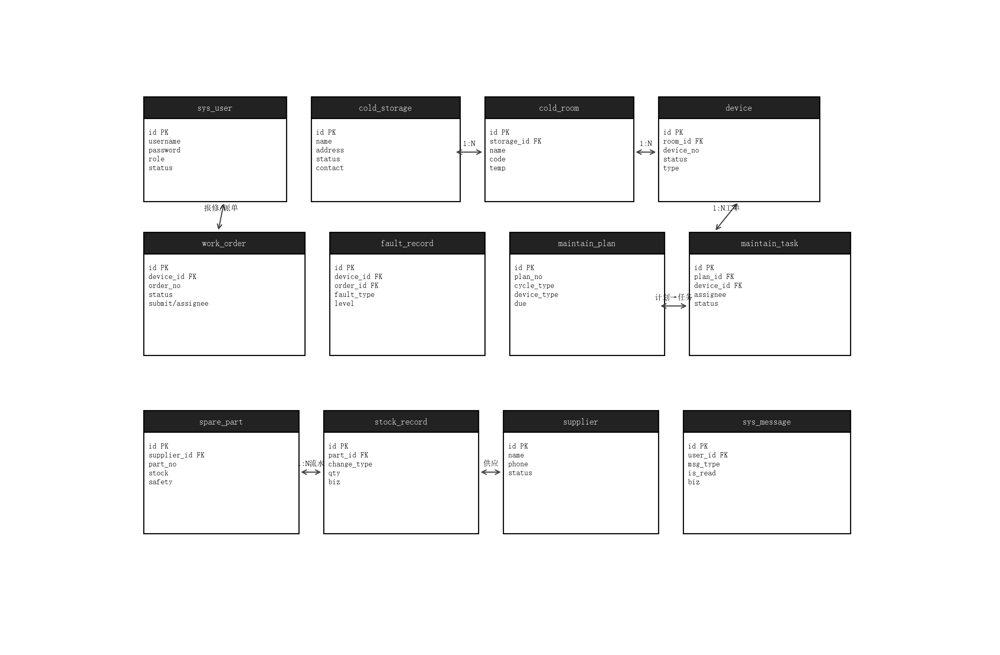 sys_user
id PK
username
password
role
status
cold_storage
id PK
name
address
status
contact
1:N
cold_room
id PK
storage_id FK
name
code
temp
1:N
device
id PK
room_id FK
device_no
status
type
报修/派单
1:N工单
work_order
id PK
device_id FK
order_no
status
submit/assignee
fault_record
id PK
device_id FK
order_id FK
fault_type
level
maintain_plan
id PK
plan_no
cycle_type
device_type
due
计划→任务
maintain_task
id PK
plan_id FK
device_id FK
assignee
status
spare_part
id PK
supplier_id FK
part_no
stock
safety
1:N流水
stock_record
id PK
part_id FK
change_type
qty
biz
供应
supplier
id PK
name
phone
status
sys_message
id PK
user_id FK
msg_type
is_read
biz